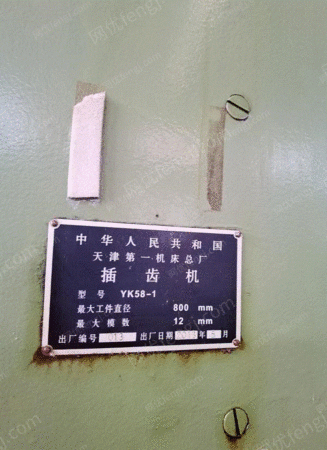 中华人民共和国
天津第一机床总厂
插齿机
型号 YK58-1
最大工件直径 800 mm
最大模数 12 mm
出厂编号 出厂日期 年 月